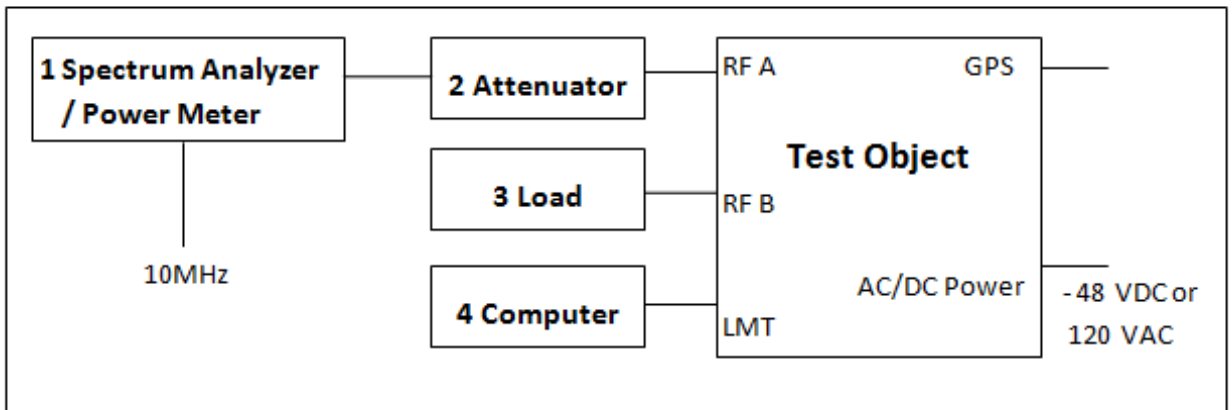 1 Spectrum Analyzer
/ Power Meter
10MHz
2 Attenuator
3 Load
4 Computer
RF A
GPS
Test Object
RF B
AC/DC Power
LMT
-48 VDC or
120 VAC